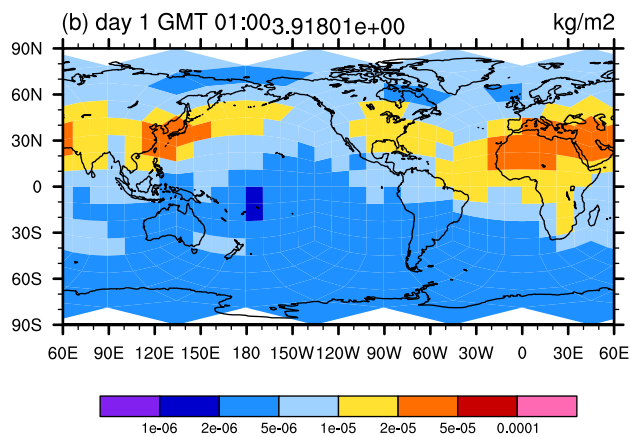 (b) day 1 GMT 01:00 3.91801e+00 kg/m2
90N
60N
30N
0
30S
60S
90S
60E 90E 120E 150E 180 150W 120W 90W 60W 30W 0 30E 60E
1e-06 2e-06 5e-06 1e-05 2e-05 5e-05 0.0001